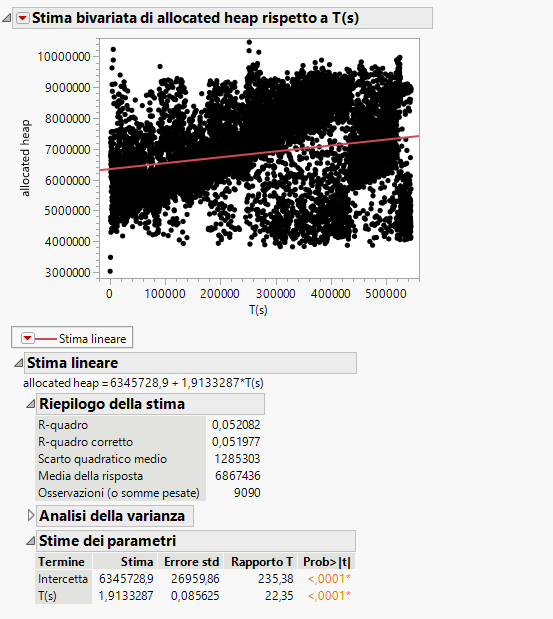 Stima bivariata di allocated heap rispetto a T(s)
10000000
9000000
8000000
7000000
6000000
5000000
4000000
3000000
allocated heap
0 100000 200000 300000 400000 500000
T(s)
Stima lineare
Stima lineare
allocated heap = 6345728,9 + 1,9133287*T(s)
Riepilogo della stima
R-quadro 0,052082
R-quadro corretto 0,051977
Scarto quadratico medio 1285303
Media della risposta 6867436
Osservazioni (o somme pesate) 9090
Analisi della varianza
Stime dei parametri
Termine Stima Errore std Rapporto T Prob>|t|
Intercetta 6345728,9 26959,86 235,38 <,0001*
T(s) 1,9133287 0,085625 22,35 <,0001*